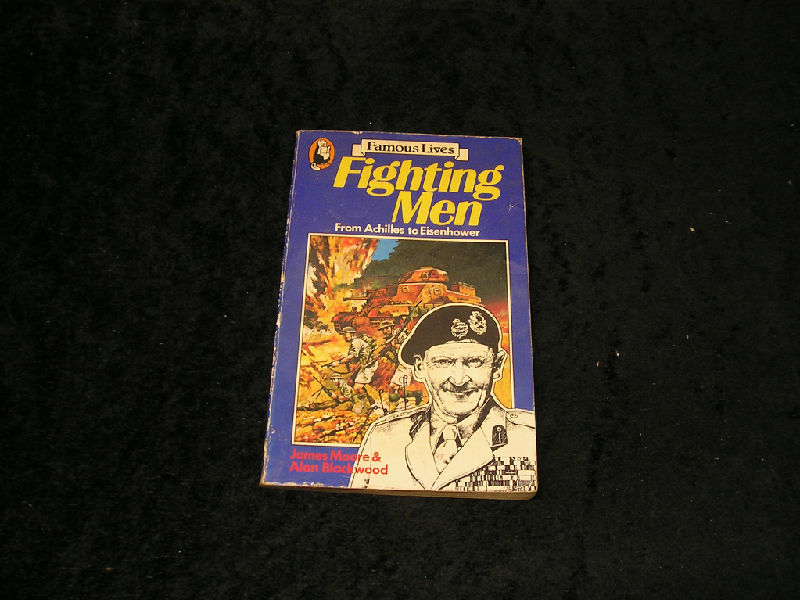 Famous Lives
Fighting
Men
From Achilles to Eisenhower
James Moore &
Alan Blackwood